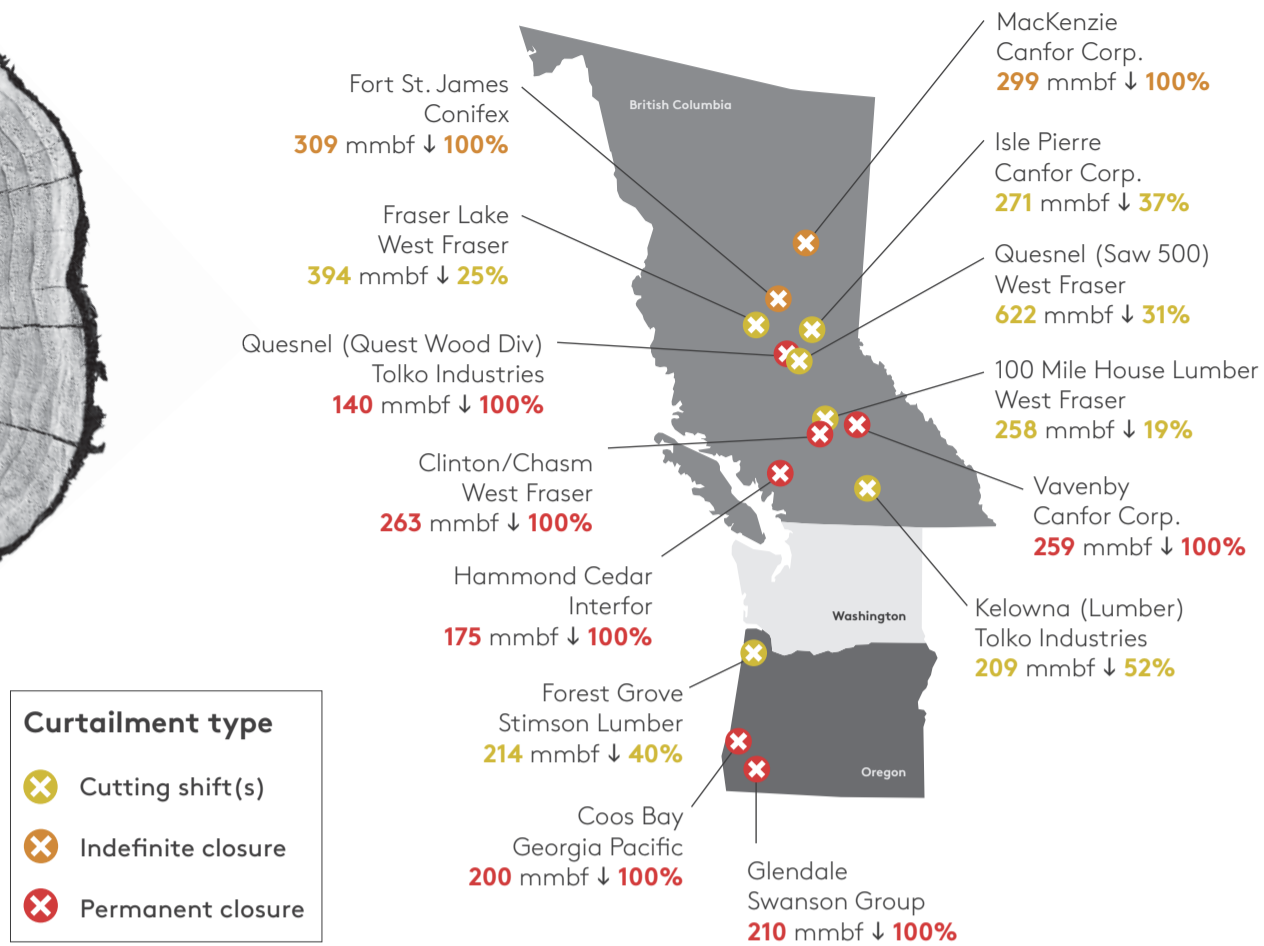 MacKenzie
Canfor Corp.
299 mmbf ↓ 100%
British Columbia
Fort St. James
Conifex
309 mmbf ↓ 100%
Isle Pierre
Canfor Corp.
271 mmbf ↓ 37%
Fraser Lake
West Fraser
394 mmbf ↓ 25%
Quesnel (Saw 500)
West Fraser
622 mmbf ↓ 31%
Quesnel (Quest Wood Div)
Tolko Industries
140 mmbf ↓ 100%
100 Mile House Lumber
West Fraser
258 mmbf ↓ 19%
Clinton/Chasm
West Fraser
263 mmbf ↓ 100%
Vavenby
Canfor Corp.
259 mmbf ↓ 100%
Hammond Cedar
Interfor
175 mmbf ↓ 100%
Washington
Kelowna (Lumber)
Tolko Industries
209 mmbf ↓ 52%
Forest Grove
Stimson Lumber
214 mmbf ↓ 40%
Oregon
Coos Bay
Georgia Pacific
200 mmbf ↓ 100%
Glendale
Swanson Group
210 mmbf ↓ 100%
Curtailment type
Cutting shift(s)
Indefinite closure
Permanent closure